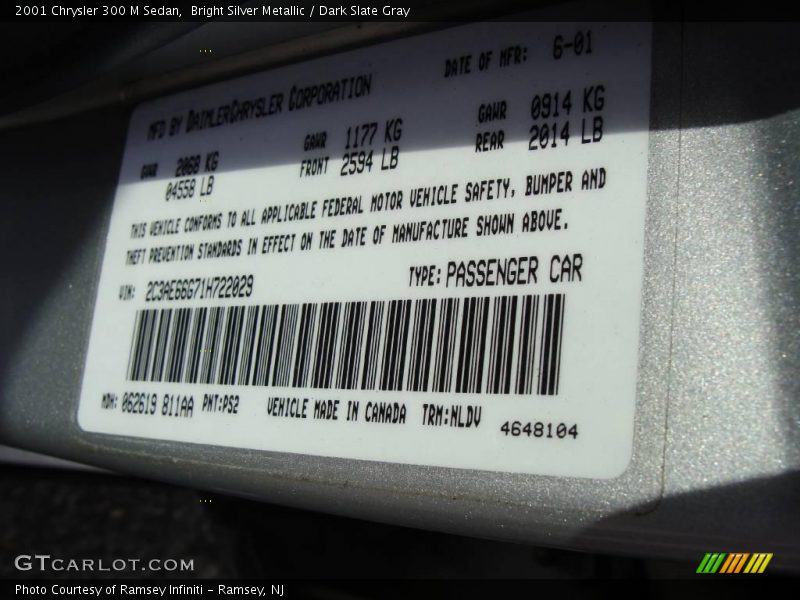 2001 Chrysler 300 M Sedan,  Bright Silver Metallic / Dark Slate Gray
MFD BY DAIMLERCHRYSLER CORPORATION DATE OF MFR: 6-01
GVWR 2068 KG GAWR 1177 KG GAWR 0914 KG
04558 LB FRONT 2594 LB REAR 2014 LB
THIS VEHICLE CONFORMS TO ALL APPLICABLE FEDERAL MOTOR VEHICLE SAFETY, BUMPER AND
THEFT PREVENTION STANDARDS IN EFFECT ON THE DATE OF MANUFACTURE SHOWN ABOVE.
VIN: 2C3AE66G71H722029 TYPE: PASSENGER CAR
MDH: 062619 811AA PNT:PS2 VEHICLE MADE IN CANADA TRM:NLDV 4648104
GTCARLOT.COM
Photo Courtesy of Ramsey Infiniti - Ramsey, NJ